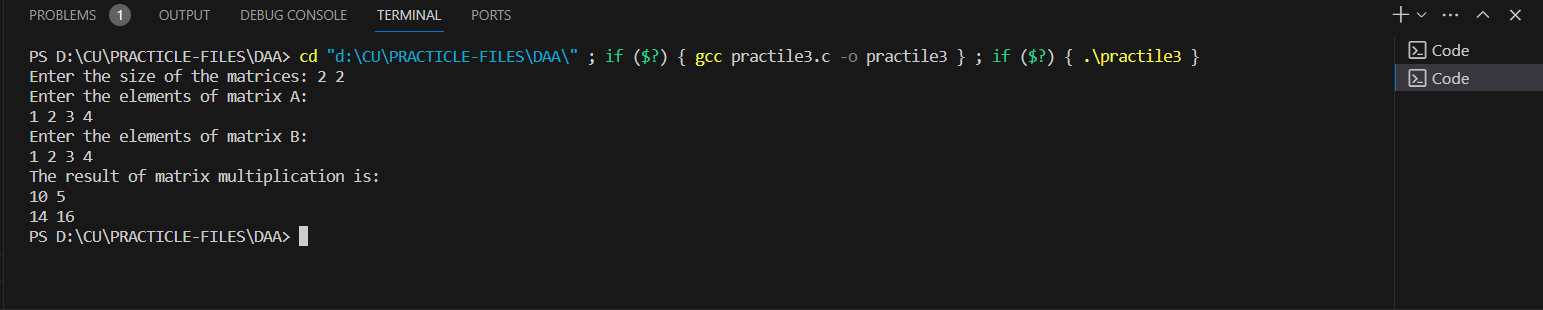 PROBLEMS 1 OUTPUT DEBUG CONSOLE TERMINAL PORTS
PS D:\CU\PRACTICLE-FILES\DAA> cd "d:\CU\PRACTICLE-FILES\DAA\" ; if ($?) { gcc practile3.c -o practile3 } ; if ($?) { .\practile3 }
Enter the size of the matrices: 2 2
Enter the elements of matrix A:
1 2 3 4
Enter the elements of matrix B:
1 2 3 4
The result of matrix multiplication is:
10 5
14 16
PS D:\CU\PRACTICLE-FILES\DAA>
Code
Code